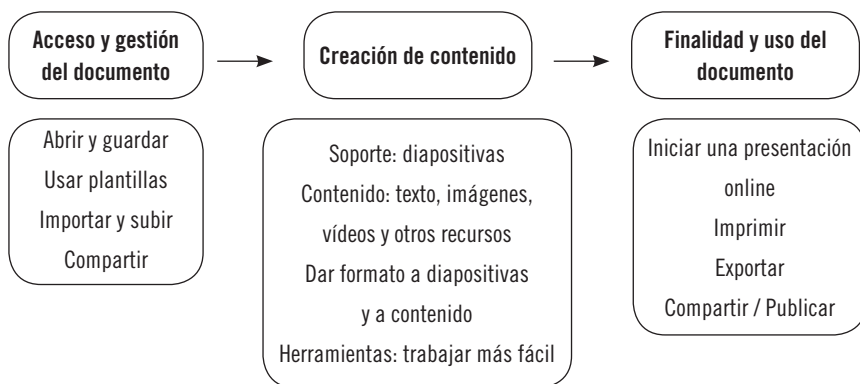 Acceso y gestión
del documento
Creación de contenido
Finalidad y uso del
documento
Abrir y guardar
Usar plantillas
Importar y subir
Compartir
Soporte: diapositivas
Contenido: texto, imágenes,
vídeos y otros recursos
Dar formato a diapositivas
y a contenido
Herramientas: trabajar más fácil
Iniciar una presentación
online
Imprimir
Exportar
Compartir / Publicar